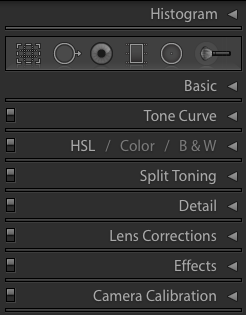 Histogram
Basic
Tone Curve
HSL / Color / B & W
Split Toning
Detail
Lens Corrections
Effects
Camera Calibration